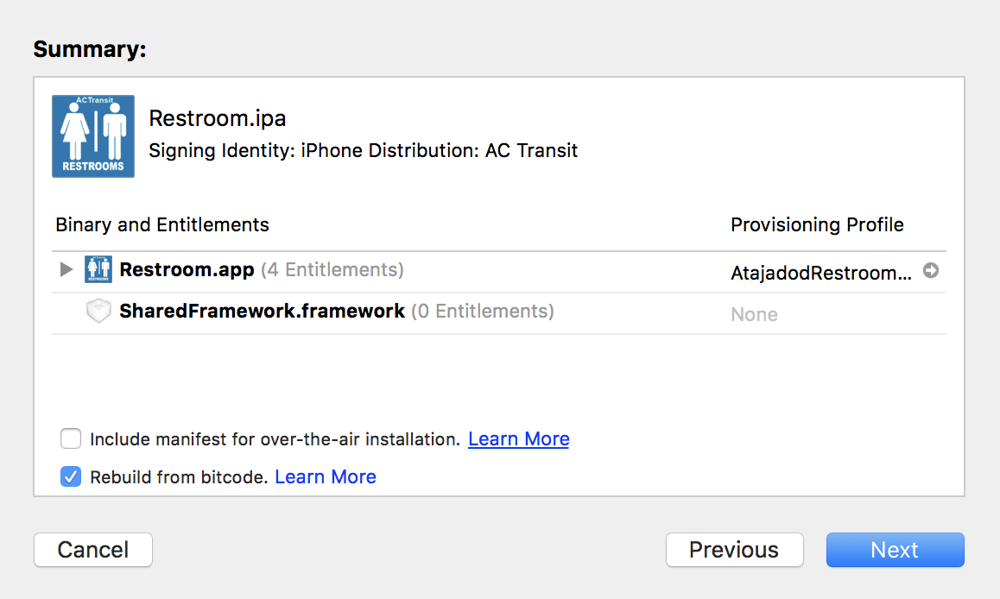 Summary:
ACTransit
RESTROOMS
Restroom.ipa
Signing Identity: iPhone Distribution: AC Transit
Binary and Entitlements Provisioning Profile
Restroom.app (4 Entitlements) AtajadodRestroom...
SharedFramework.framework (0 Entitlements) None
Include manifest for over-the-air installation. Learn More
Rebuild from bitcode. Learn More
Cancel Previous Next